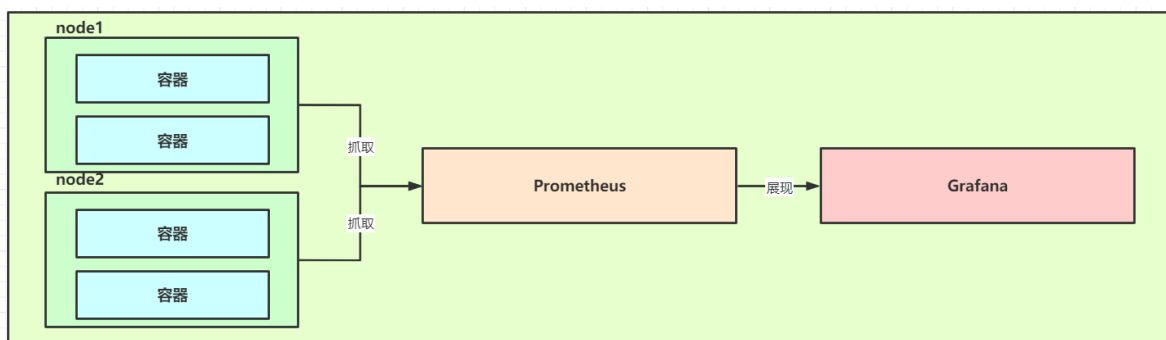 node1
容器
容器
抓取
node2
Prometheus
展现
Grafana
抓取
容器
容器